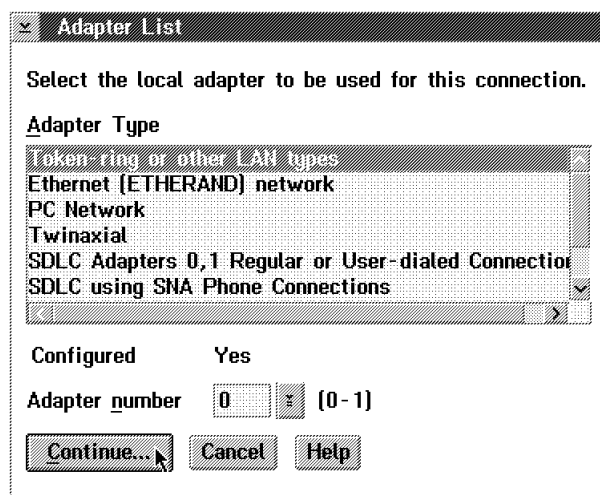 Adapter List
Select the local adapter to be used for this connection.
Adapter Type
Token-ring or other LAN types
Ethernet (ETHERAND) network
PC Network
Twinaxial
SDLC Adapters 0,1 Regular or User-dialed Connection
SDLC using SNA Phone Connections
Configured Yes
Adapter number 0 (0-1)
Continue... Cancel Help